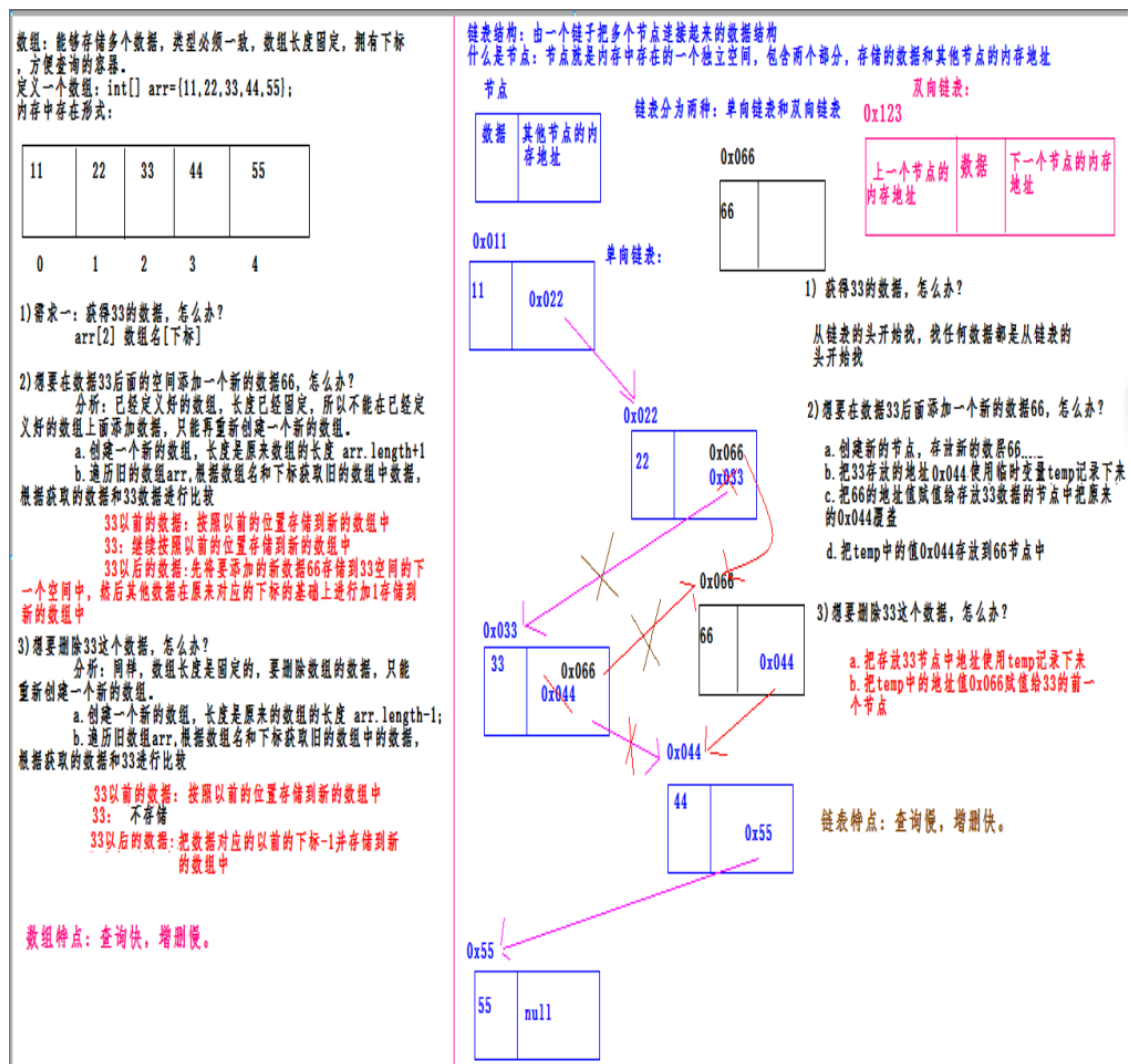 数组：能够存储多个数据，类型必须一致，数组长度固定，拥有下标
，方便查询的容器。
定义一个数组：int[] arr={11,22,33,44,55};
内存中存在形式：
11 22 33 44 55
0 1 2 3 4
1)需求一：获得33的数据，怎么办？
arr[2] 数组名[下标]
2)想要在数据33后面的空间添加一个新的数据66，怎么办？
分析：已经定义好的数组，长度已经固定，所以不能在已经定
义好的数组上面添加数据，只能再重新创建一个新的数组。
a.创建一个新的数组，长度是原来数组的长度 arr.length+1
b.遍历旧的数组arr,根据数组名和下标获取旧的数组中数据，
根据获取的数据和33数据进行比较
33以前的数据：按照以前的位置存储到新的数组中
33：继续按照以前的位置存储到新的数组中
33以后的数据：先将要添加的新数据66存储到33空间的下
一个空间中，然后其他数据在原来对应的下标的基础上进行加1存储到
新的数组中
3)想要删除33这个数据，怎么办？
分析：同样，数组长度是固定的，要删除数组的数据，只能
重新创建一个新的数组。
a.创建一个新的数组，长度是原来的数组的长度 arr.length-1;
b.遍历旧数组arr,根据数组名和下标获取旧的数组中的数据，
根据获取的数据和33进行比较
33以前的数据：按照以前的位置存储到新的数组中
33： 不存储
33以后的数据：把数据对应的以前的下标-1并存储到新
的数组中
数组特点：查询快，增删慢。
链表结构：由一个链子把多个节点连接起来的数据结构
什么是节点：节点就是内存中存在的一个独立空间，包含两个部分，存储的数据和其他节点的内存地址
节点
数据
其他节点的内
存地址
链表分为两种：单向链表和双向链表
双向链表：
0x123
上一个节点的
内存地址
数据
下一个节点的内存
地址
0x066
66
单向链表：
0x011
11
0x022
0x022
22
0x066
0x033
0x033
33
0x066
0x044
0x066
66
0x044
0x044
44
0x55
0x55
55
null
1) 获得33的数据，怎么办？
从链表的头开始找，找任何数据都是从链表的
头开始找
2)想要在数据33后面添加一个新的数据66，怎么办？
a.创建新的节点，存放新的数据66
b.把33存放的地址0x044使用临时变量temp记录下来
c.把66的地址值赋值给存放33数据的节点中把原来
的0x044覆盖
d.把temp中的值0x044存放到66节点中
3)想要删除33这个数据，怎么办？
a.把存放33节点中地址使用temp记录下来
b.把temp中的地址值0x066赋值给33的前一
个节点
链表特点：查询慢，增删快。